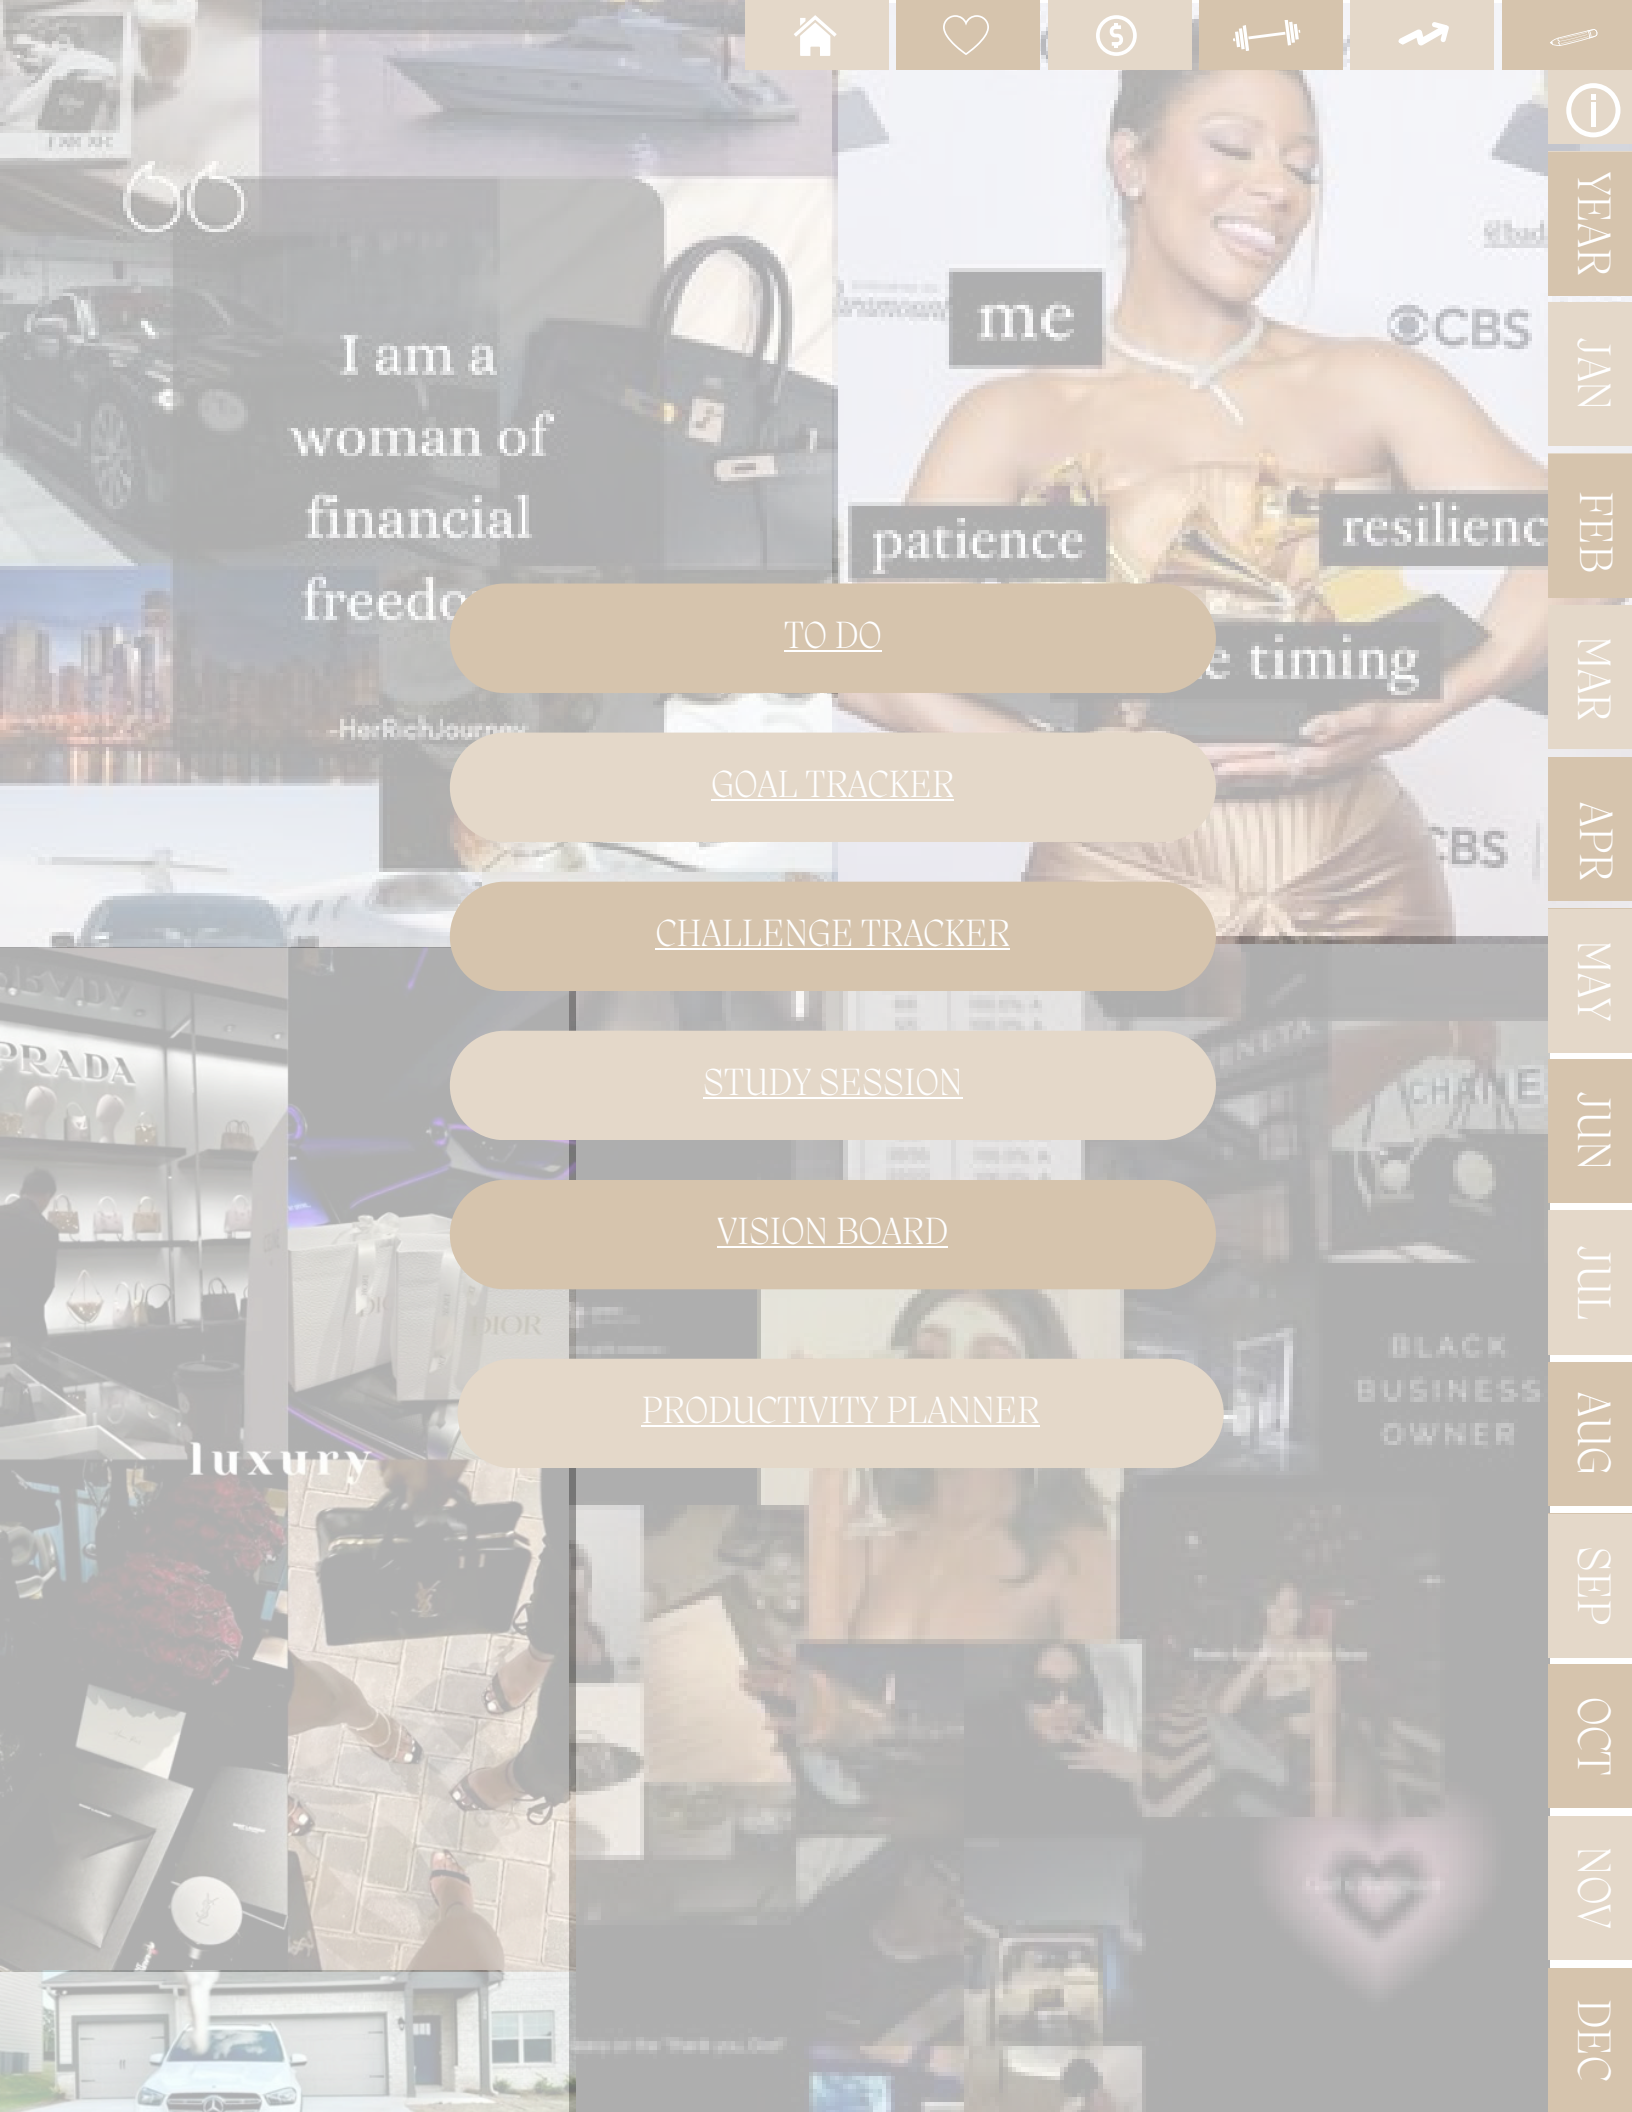 I AM
YEAR
JAN
FEB
MAR
APR
MAY
JUN
JUL
AUG
SEP
OCT
NOV
DEC
I am a
woman of
financial
freedo
-HerRichJourney
me
CBS
patience
resilienc
timing
CBS
TO DO
GOAL TRACKER
CHALLENGE TRACKER
STUDY SESSION
VISION BOARD
PRODUCTIVITY PLANNER
PRADA
DIOR
luxury
CHANE
BLACK
BUSINESS
OWNER